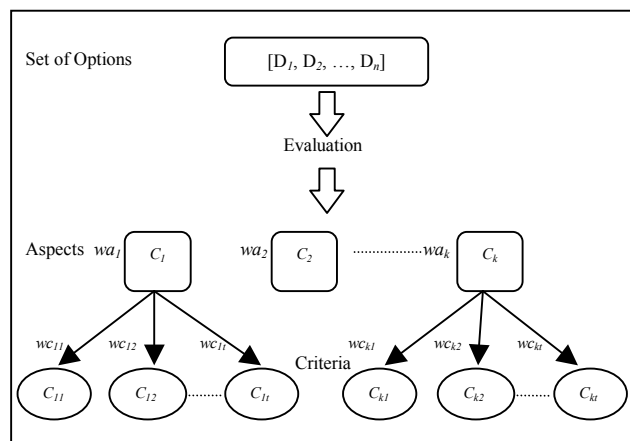 Set of Options [D1, D2, …, Dn]
Evaluation
Aspects wa1 C1 wa2 C2 .................... wak Ck
wc11 wc12 wc1t wck1 wck2 wckt
Criteria
C11 C12 ........... C1t Ck1 Ck2 .......... Ckt